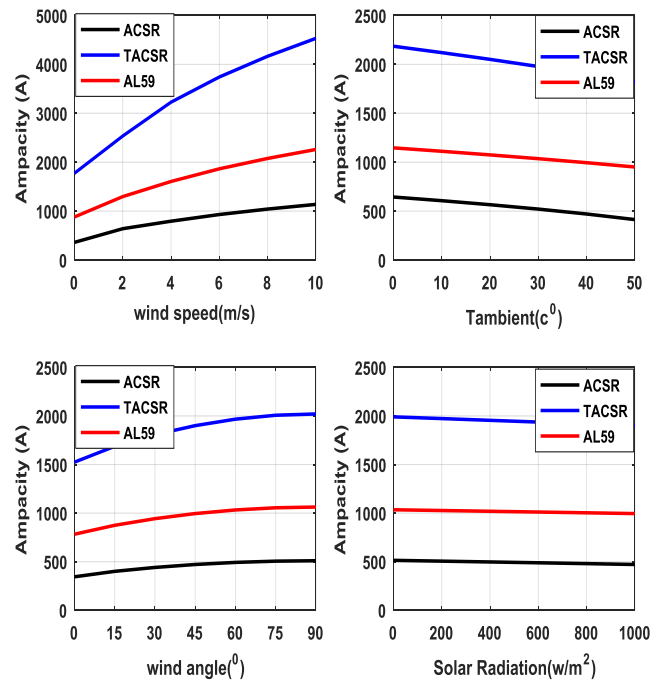 5000
4000
3000
2000
1000
0
Ampacity (A)
ACSR
TACSR
AL59
0 2 4 6 8 10
wind speed(m/s)
2500
2000
1500
1000
500
0
Ampacity (A)
ACSR
TACSR
AL59
0 10 20 30 40 50
Tambient(c⁰)
2500
2000
1500
1000
500
0
Ampacity (A)
ACSR
TACSR
AL59
0 15 30 45 60 75 90
wind angle(⁰)
2500
2000
1500
1000
500
0
Ampacity (A)
ACSR
TACSR
AL59
0 200 400 600 800 1000
Solar Radiation(w/m²)